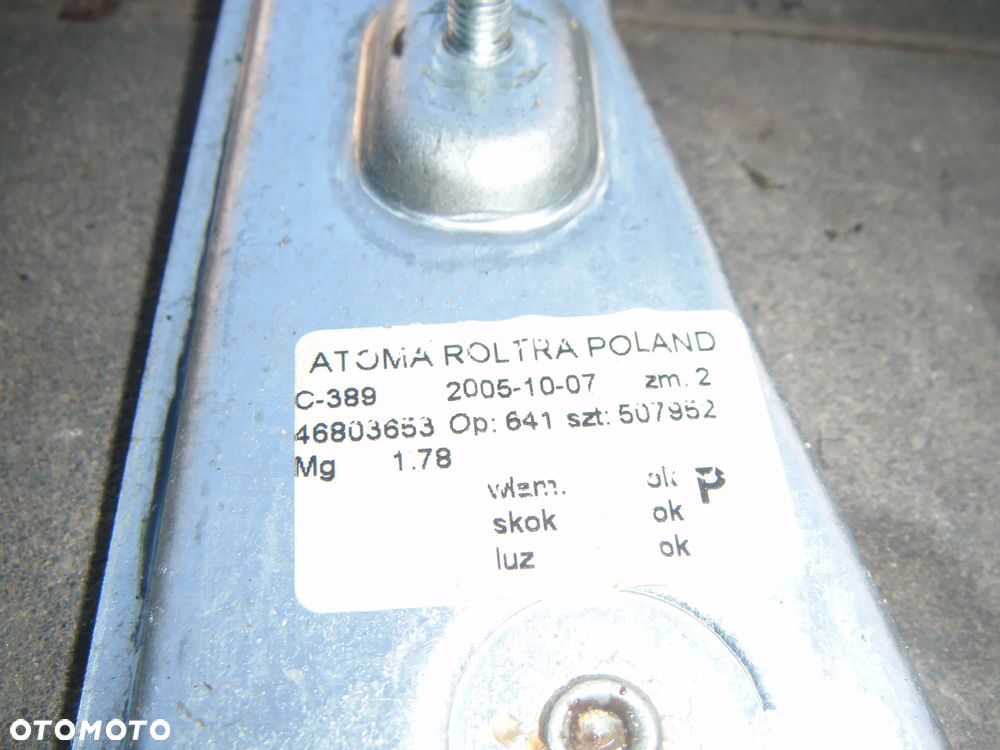 ATOMA ROLTRA POLAND
C-389 2005-10-07 zm. 2
46803653 Op: 641 szt: 507952
Mg 1.78
włam. ok P
skok ok
luz ok
OTOMOTO